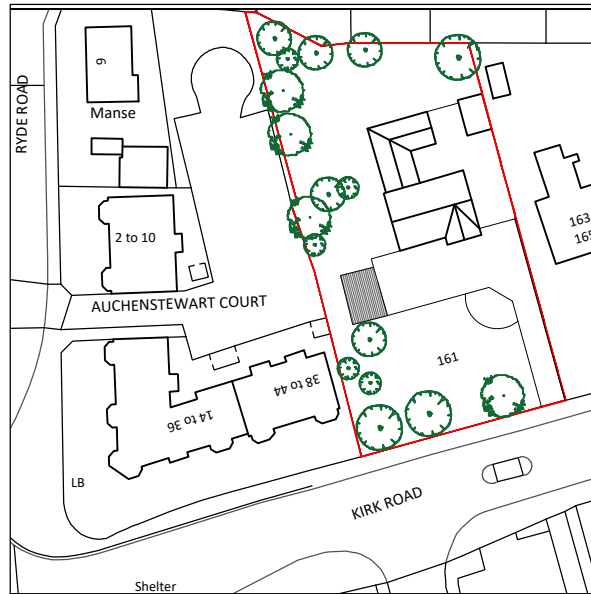 RYDE ROAD
6
Manse
2 to 10
163
165
AUCHENSTEWART COURT
161
38 to 44
14 to 36
LB
KIRK ROAD
Shelter